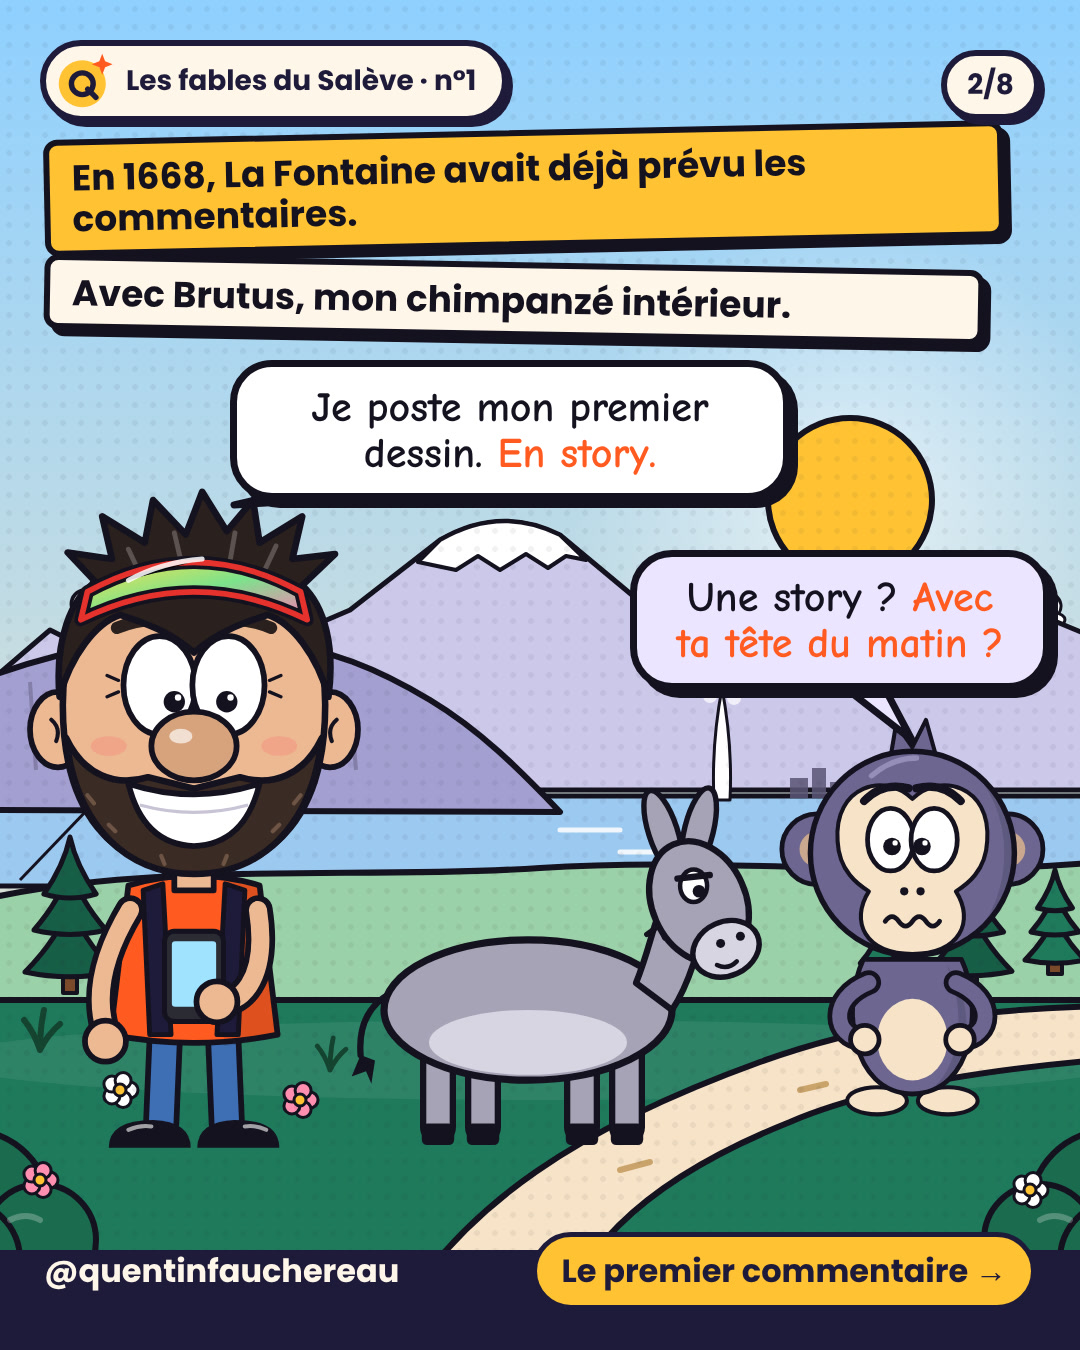 Q
Les fables du Salève · n°1
2/8
En 1668, La Fontaine avait déjà prévu les
commentaires.
Avec Brutus, mon chimpanzé intérieur.
Je poste mon premier
dessin. En story.
Une story ? Avec
ta tête du matin ?
@quentinfauchereau
Le premier commentaire →